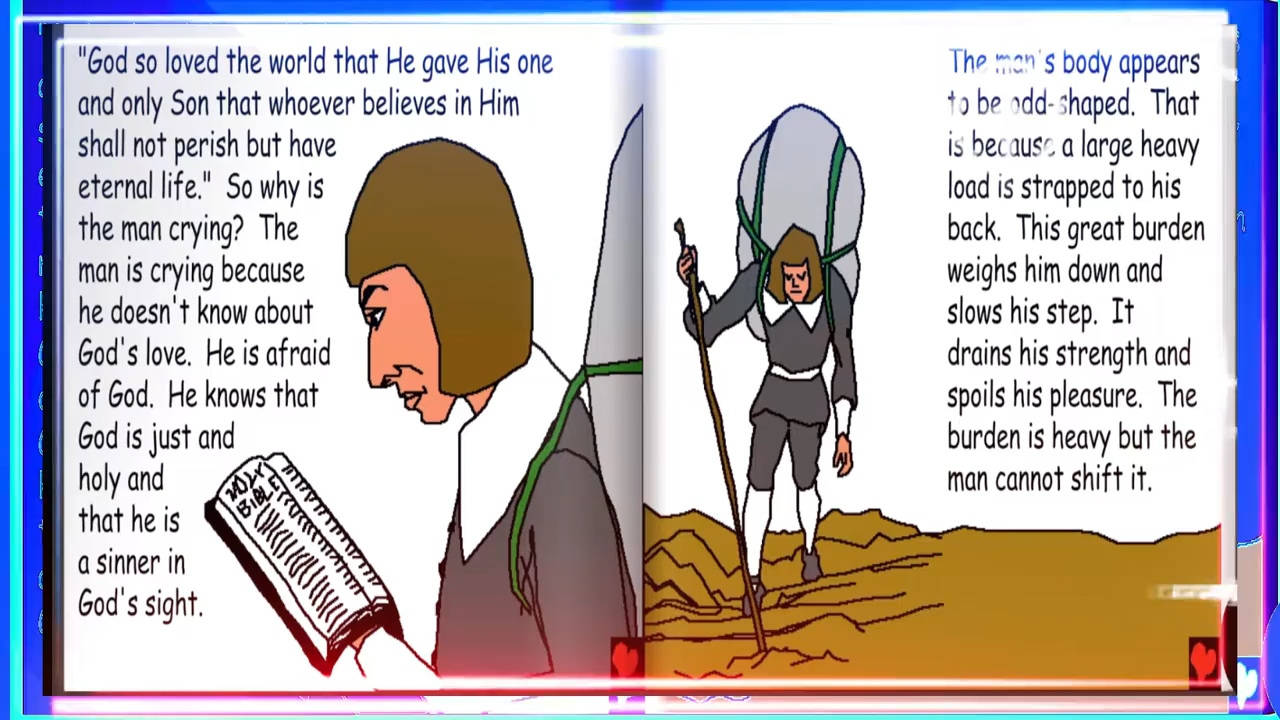 "God so loved the world that He gave His one
and only Son that whoever believes in Him
shall not perish but have
eternal life."  So why is
the man crying?  The
man is crying because
he doesn't know about
God's love.  He is afraid
of God.  He knows that
God is just and
holy and
that he is
a sinner in
God's sight.
HOLY
BIBLE
The man's body appears
to be odd-shaped.  That
is because a large heavy
load is strapped to his
back.  This great burden
weighs him down and
slows his step.  It
drains his strength and
spoils his pleasure.  The
burden is heavy but the
man cannot shift it.